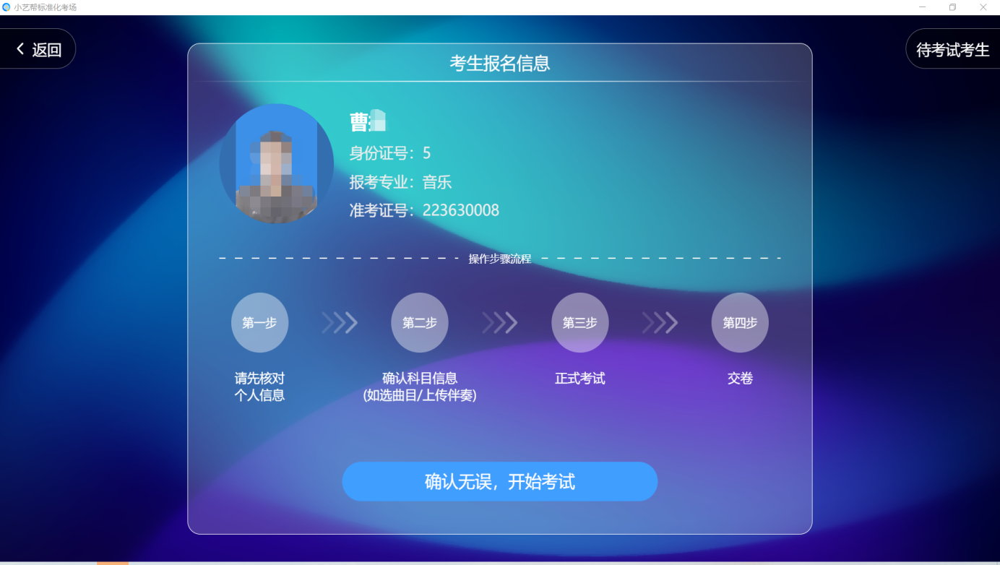 小艺帮标准化考场
返回
待考试考生
考生报名信息
曹
身份证号：5
报考专业：音乐
准考证号：223630008
操作步骤流程
第一步
第二步
第三步
第四步
请先核对
个人信息
确认科目信息
(如选曲目/上传伴奏)
正式考试
交卷
确认无误，开始考试